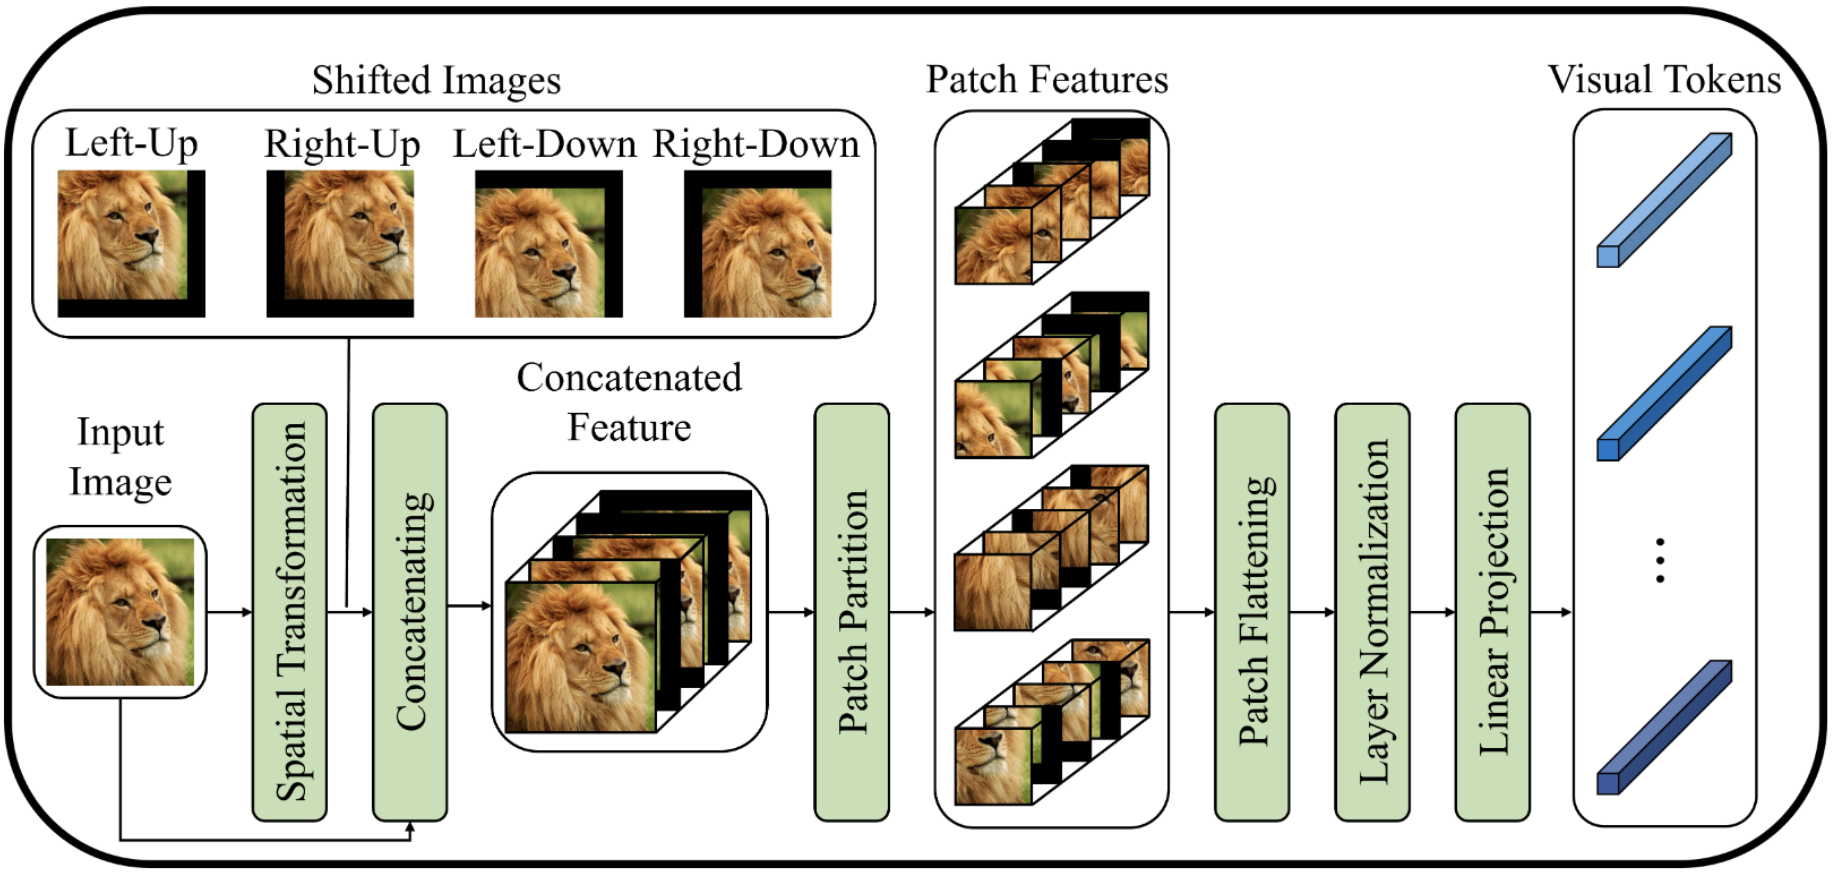 Shifted Images
Left-Up
Right-Up
Left-Down
Right-Down
Input
Image
Spatial Transformation
Concatenating
Concatenated
Feature
Patch Partition
Patch Features
Patch Flattening
Layer Normalization
Linear Projection
Visual Tokens
...